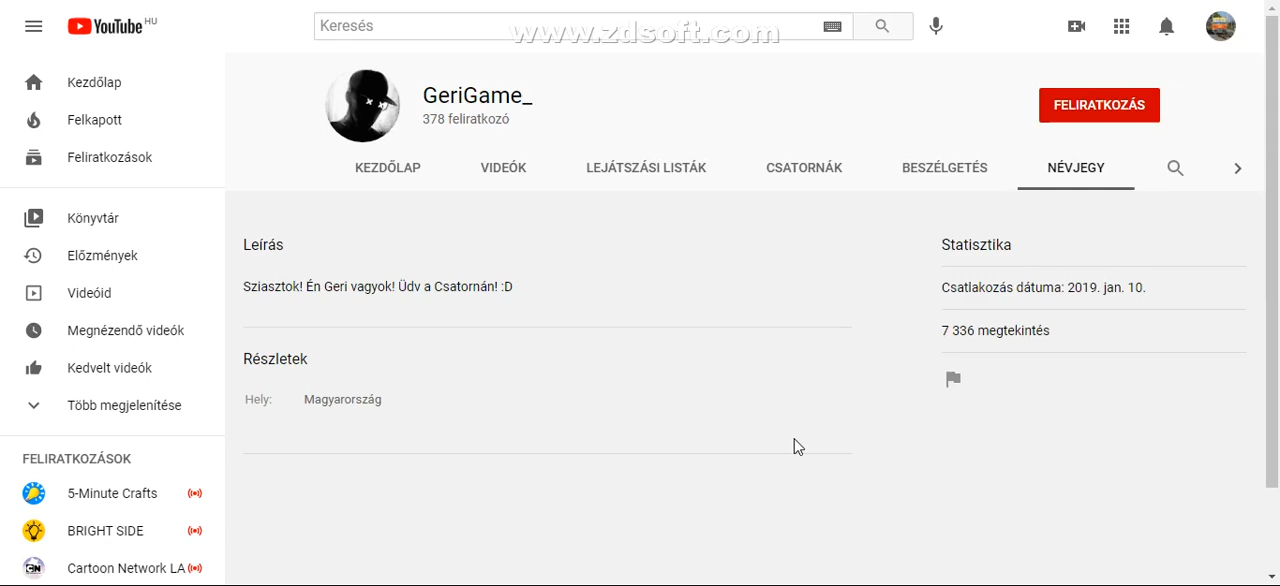 YouTube HU
Keresés
www.zdsoft.com
Kezdőlap
Felkapott
Feliratkozások
Könyvtár
Előzmények
Videóid
Megnézendő videók
Kedvelt videók
Több megjelenítése
FELIRATKOZÁSOK
5-Minute Crafts
BRIGHT SIDE
CN
Cartoon Network LA
GeriGame_
378 feliratkozó
FELIRATKOZÁS
KEZDŐLAP VIDEÓK LEJÁTSZÁSI LISTÁK CSATORNÁK BESZÉLGETÉS NÉVJEGY
Leírás
Sziasztok! Én Geri vagyok! Üdv a Csatornán! :D
Részletek
Hely: Magyarország
Statisztika
Csatlakozás dátuma: 2019. jan. 10.
7 336 megtekintés